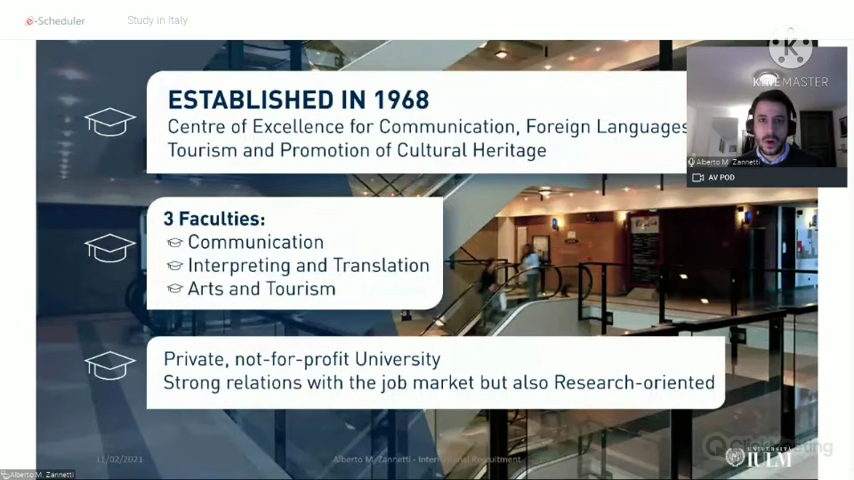 e-Scheduler
Study in Italy
K
KINEMASTER
ESTABLISHED IN 1968
Centre of Excellence for Communication, Foreign Languages
Tourism and Promotion of Cultural Heritage
Alberto M. Zannetti
AV POD
3 Faculties:
Communication
Interpreting and Translation
Arts and Tourism
Private, not-for-profit University
Strong relations with the job market but also Research-oriented
11/02/2021
Alberto M. Zannetti - International Recruitment
ClickMeeting
UNIVERSITÀ
IULM
Alberto M. Zannetti